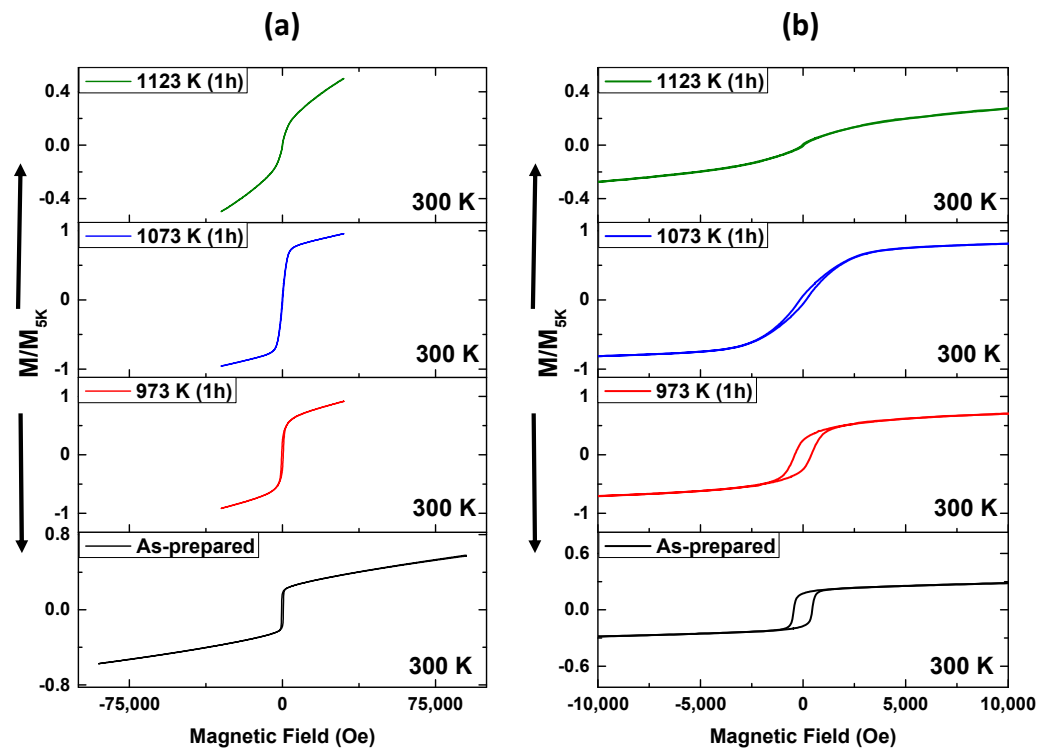 (a)
(b)
1123 K (1h)
0.4
0.0
-0.4
300 K
1123 K (1h)
0.4
0.0
-0.4
300 K
1073 K (1h)
1
0
-1
300 K
1073 K (1h)
1
0
-1
300 K
M/M5K
M/M5K
973 K (1h)
1
0
-1
300 K
973 K (1h)
1
0
-1
300 K
As-prepared
0.8
0.0
-0.8
300 K
As-prepared
0.6
0.0
-0.6
300 K
-75,000 0 75,000
-10,000 -5,000 0 5,000 10,000
Magnetic Field (Oe)
Magnetic Field (Oe)